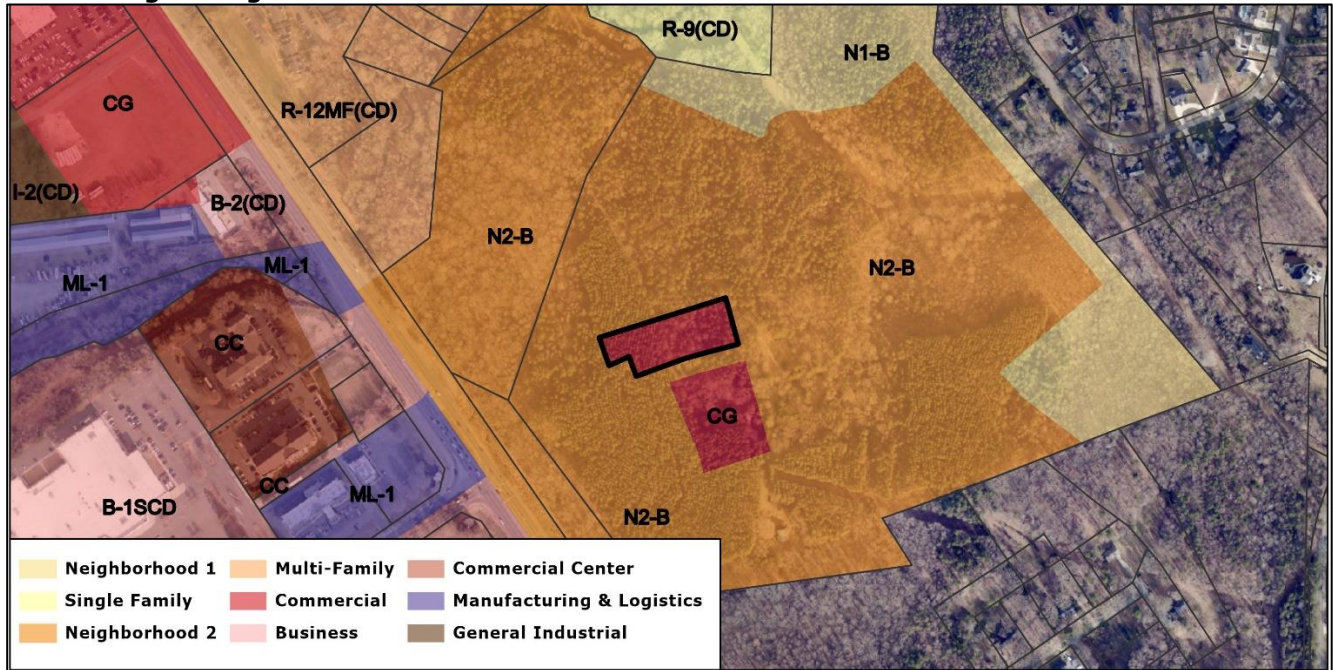 R-9(CD)
N1-B
CG
R-12MF(CD)
I-2(CD)
B-2(CD)
N2-B
ML-1
N2-B
ML-1
CC
CG
CC
ML-1
B-1SCD
N2-B
Neighborhood 1 Multi-Family Commercial Center
Single Family Commercial Manufacturing & Logistics
Neighborhood 2 Business General Industrial